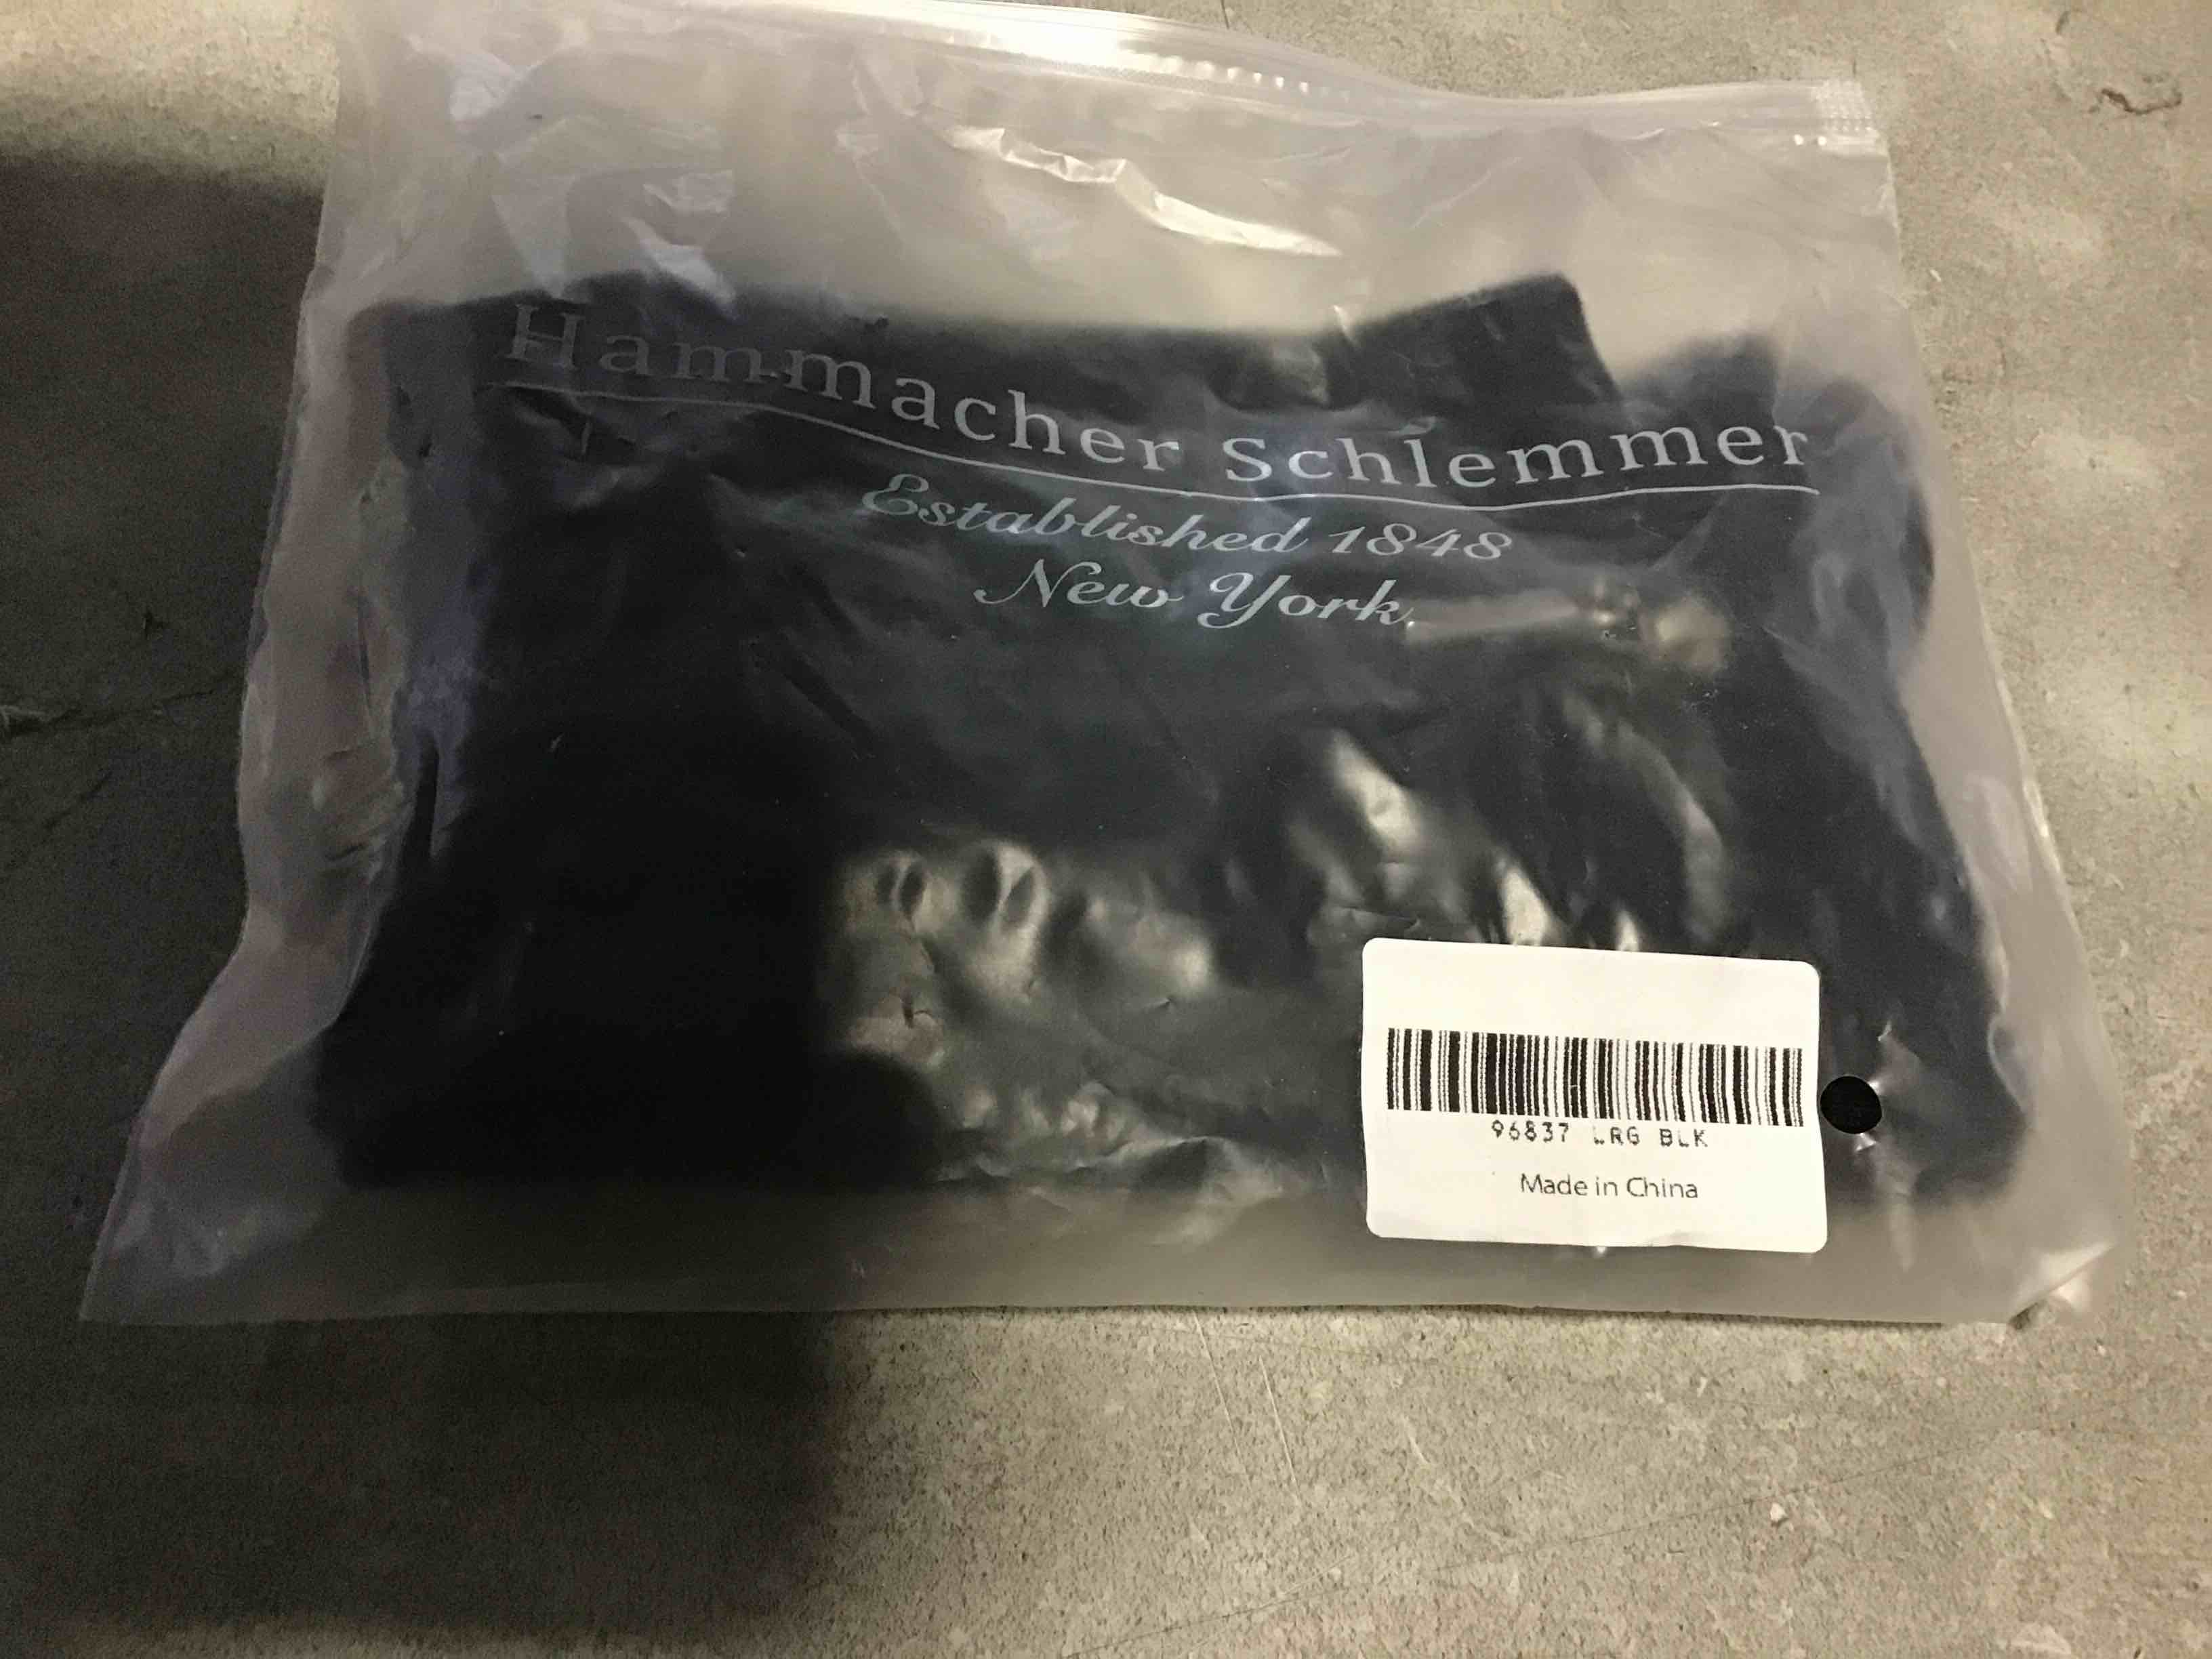 Hammacher Schlemmer
Established 1848
New York
96837 LRG BLK
Made in China